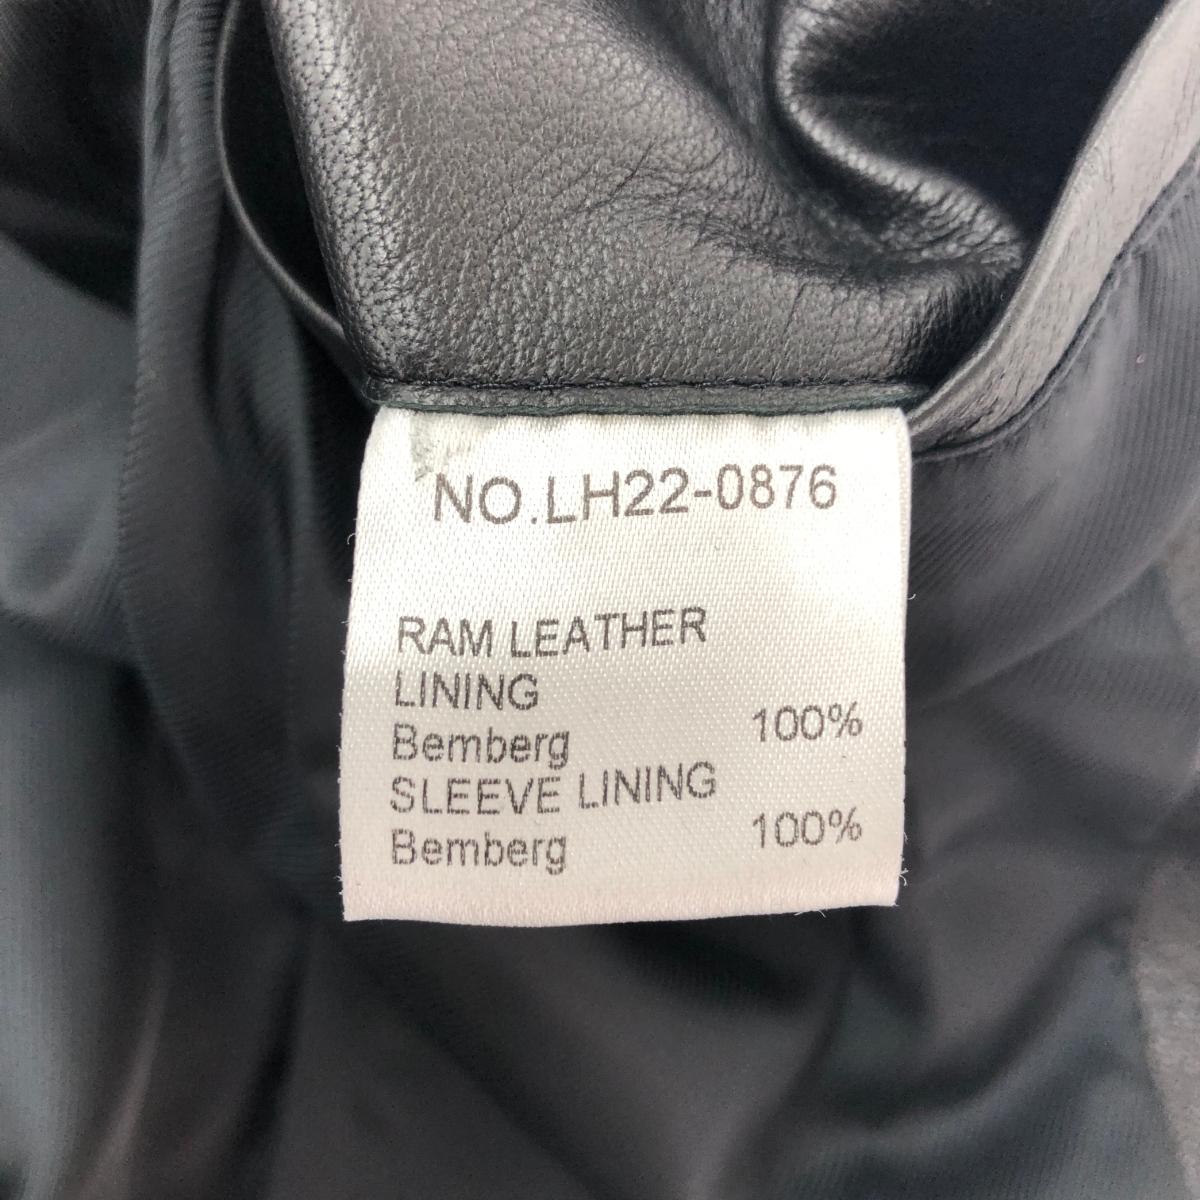 NO.LH22-0876
RAM LEATHER
LINING
Bemberg 100%
SLEEVE LINING
Bemberg 100%